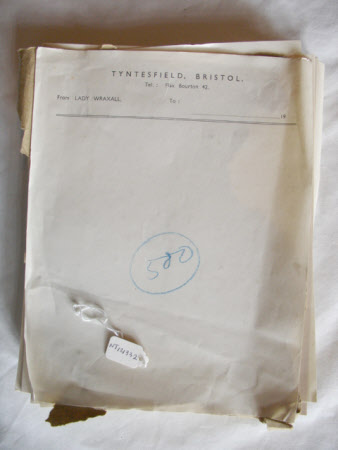 TYNTESFIELD, BRISTOL.
Tel.: Flax Bourton 42.
From LADY WRAXALL, To:
19
580